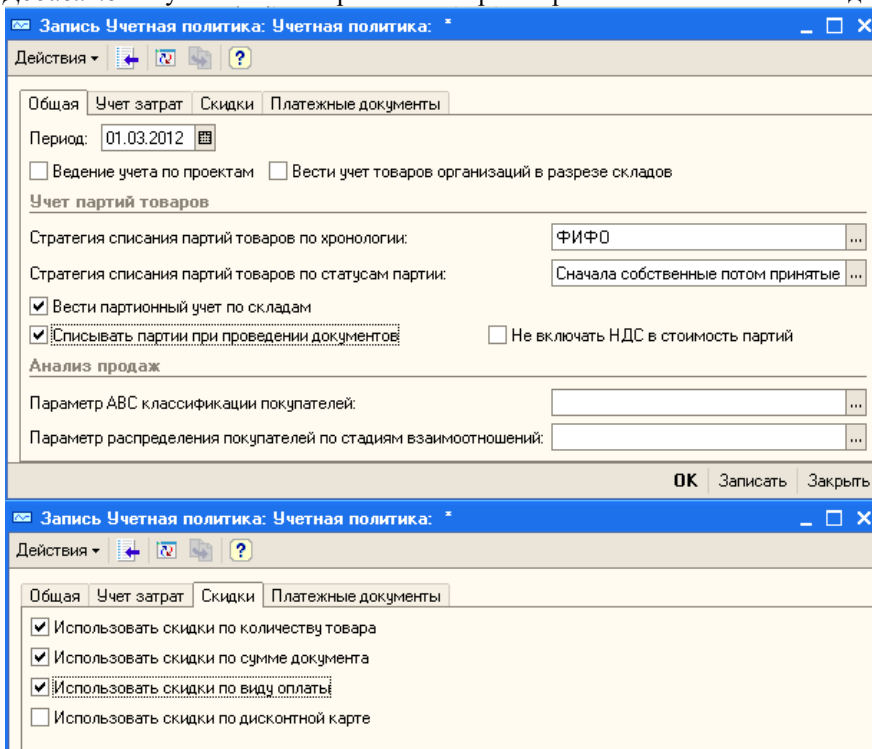 Запись Учетная политика: Учетная политика: *
Действия
Общая Учет затрат Скидки Платежные документы
Период: 01.03.2012
Ведение учета по проектам Вести учет товаров организаций в разрезе складов
Учет партий товаров
Стратегия списания партий товаров по хронологии: ФИФО ...
Стратегия списания партий товаров по статусам партии: Сначала собственные потом принятые ...
Вести партионный учет по складам
Списывать партии при проведении документов Не включать НДС в стоимость партий
Анализ продаж
Параметр ABC классификации покупателей: ...
Параметр распределения покупателей по стадиям взаимоотношений: ...
OK Записать Закрыть
Запись Учетная политика: Учетная политика: *
Действия
Общая Учет затрат Скидки Платежные документы
Использовать скидки по количеству товара
Использовать скидки по сумме документа
Использовать скидки по виду оплаты
Использовать скидки по дисконтной карте